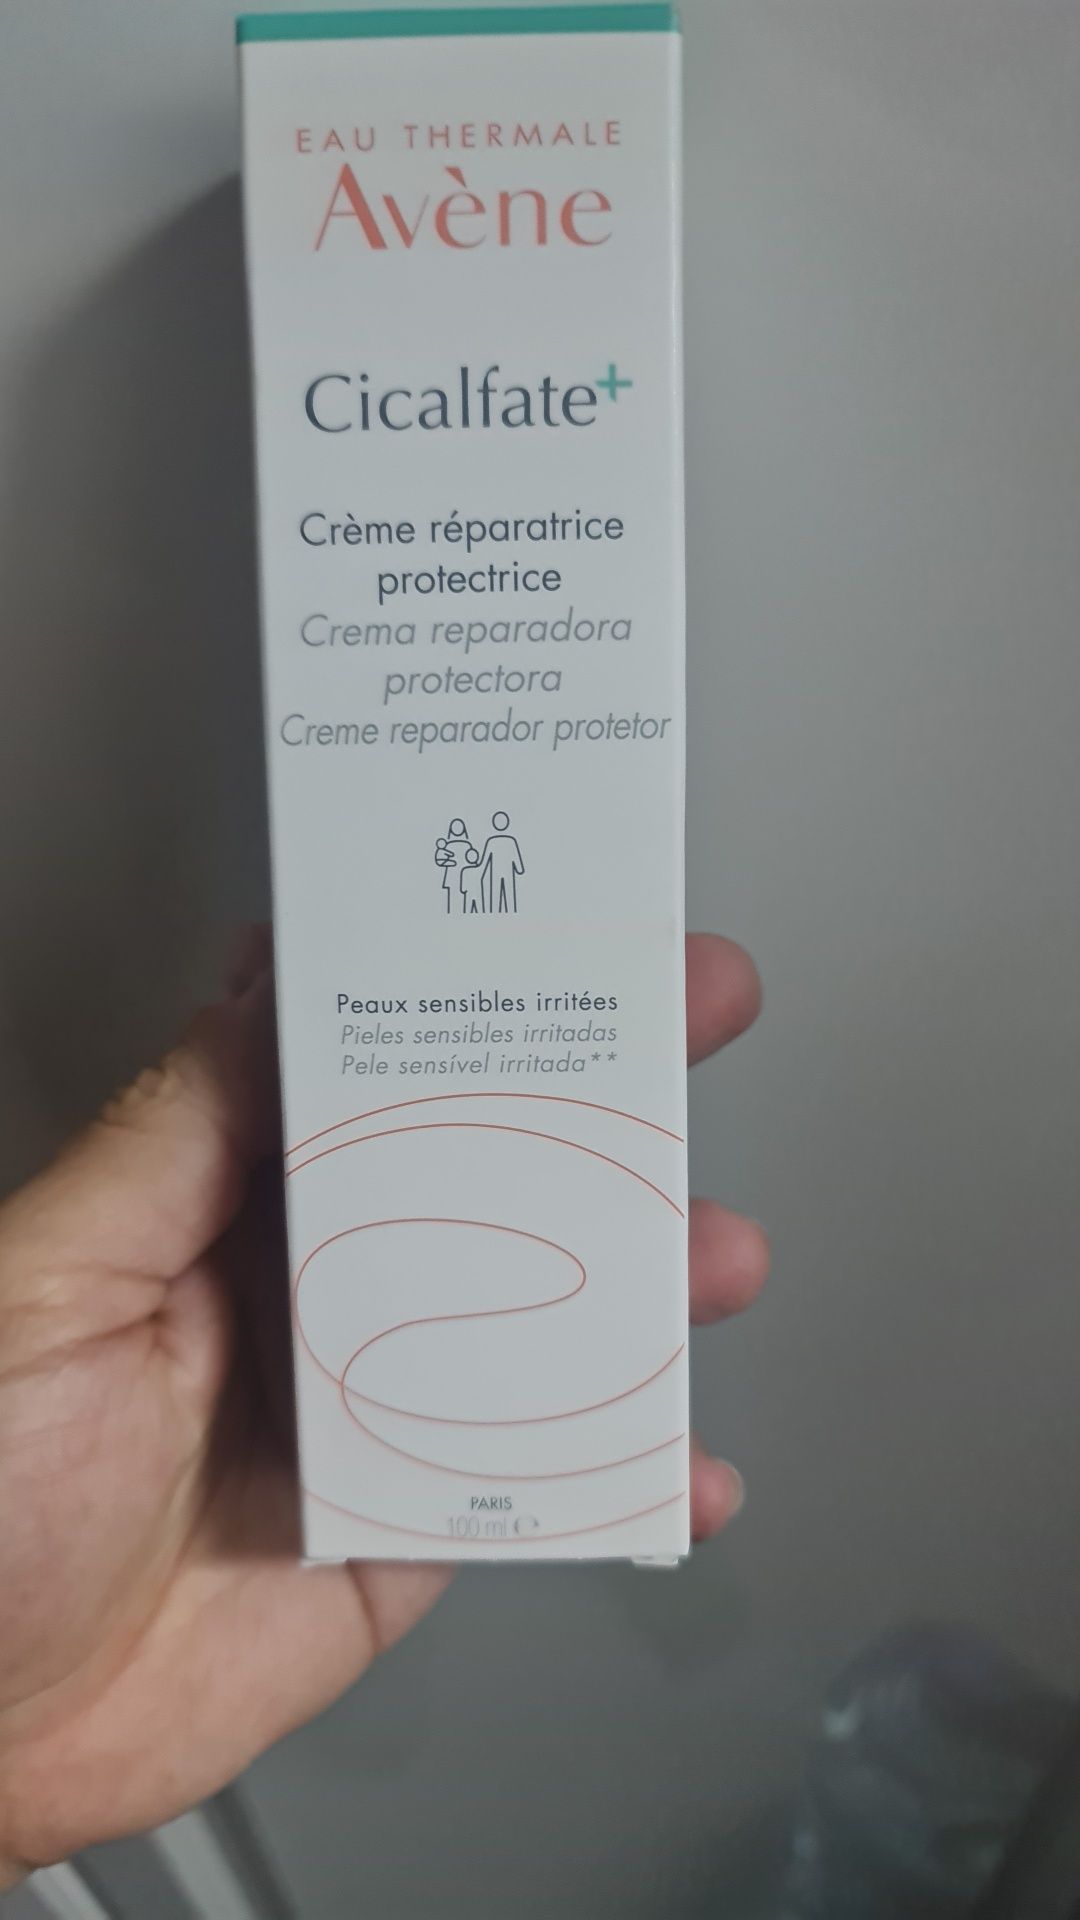 EAU THERMALE
Avène
Cicalfate+
Crème réparatrice
protectrice
Crema reparadora
protectora
Creme reparador protetor
Peaux sensibles irritées
Pieles sensibles irritadas
Pele sensível irritada**
PARIS
100 ml ℮